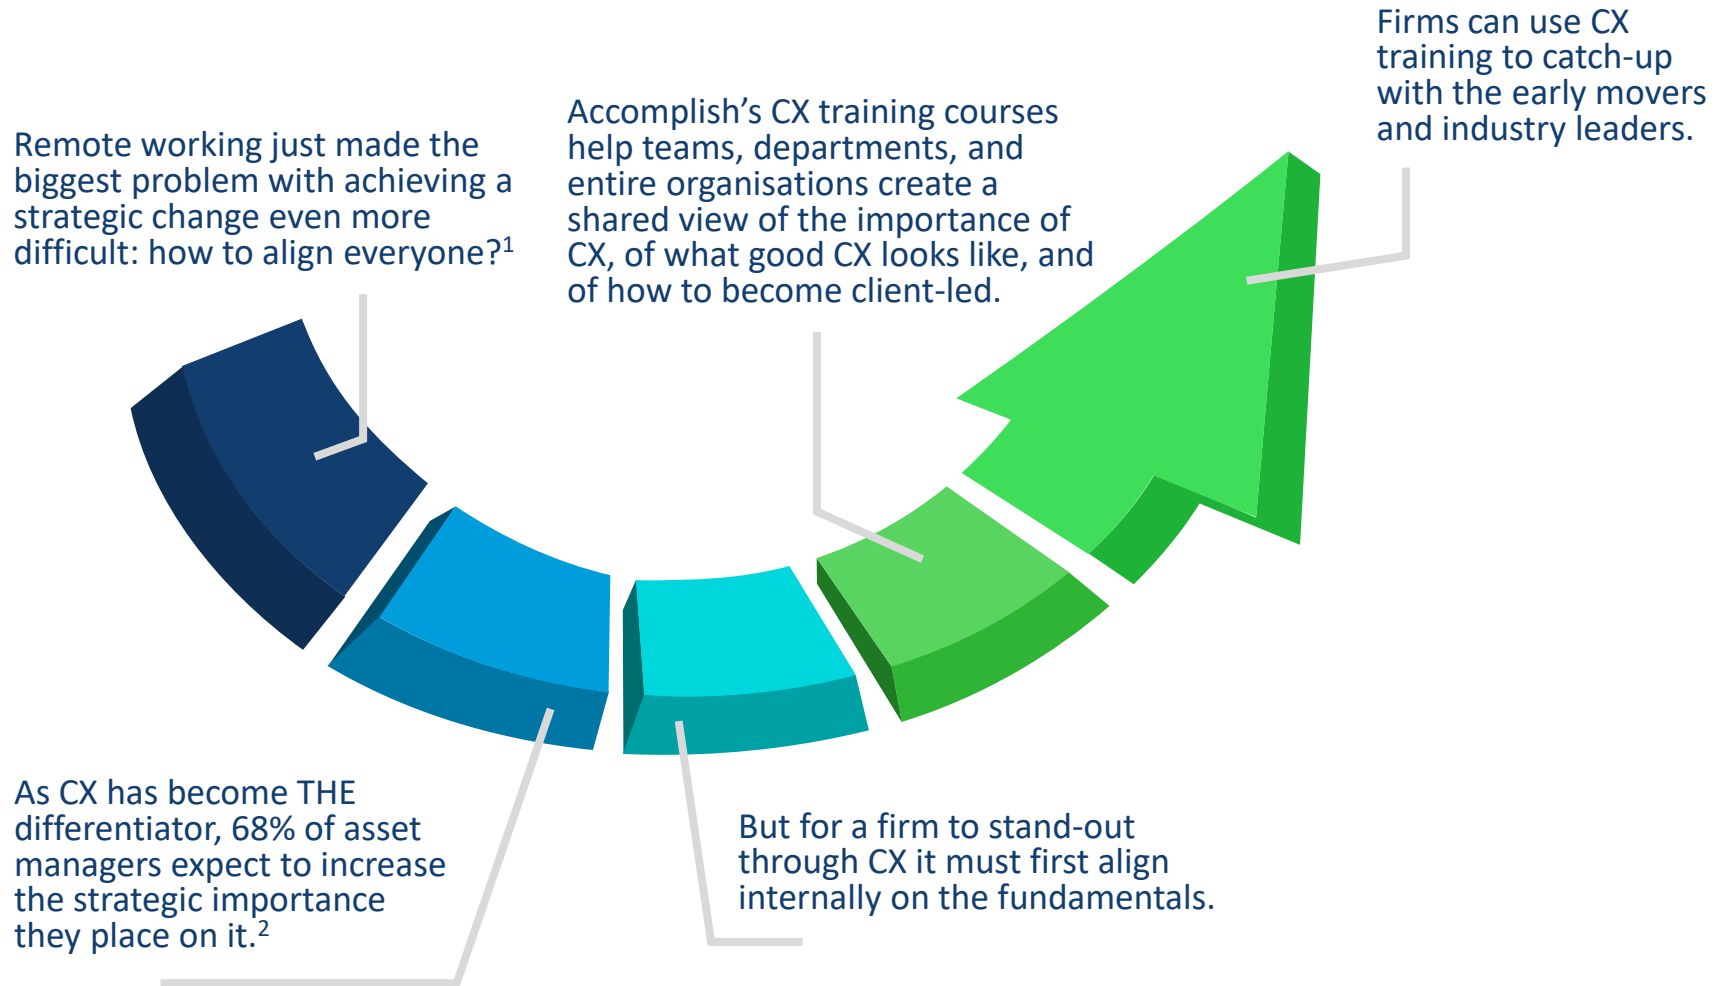 Remote working just made the
biggest problem with achieving a
strategic change even more
difficult: how to align everyone?1
As CX has become THE
differentiator, 68% of asset
managers expect to increase
the strategic importance
they place on it.2
But for a firm to stand-out
through CX it must first align
internally on the fundamentals.
Accomplish’s CX training courses
help teams, departments, and
entire organisations create a
shared view of the importance of
CX, of what good CX looks like, and
of how to become client-led.
Firms can use CX
training to catch-up
with the early movers
and industry leaders.